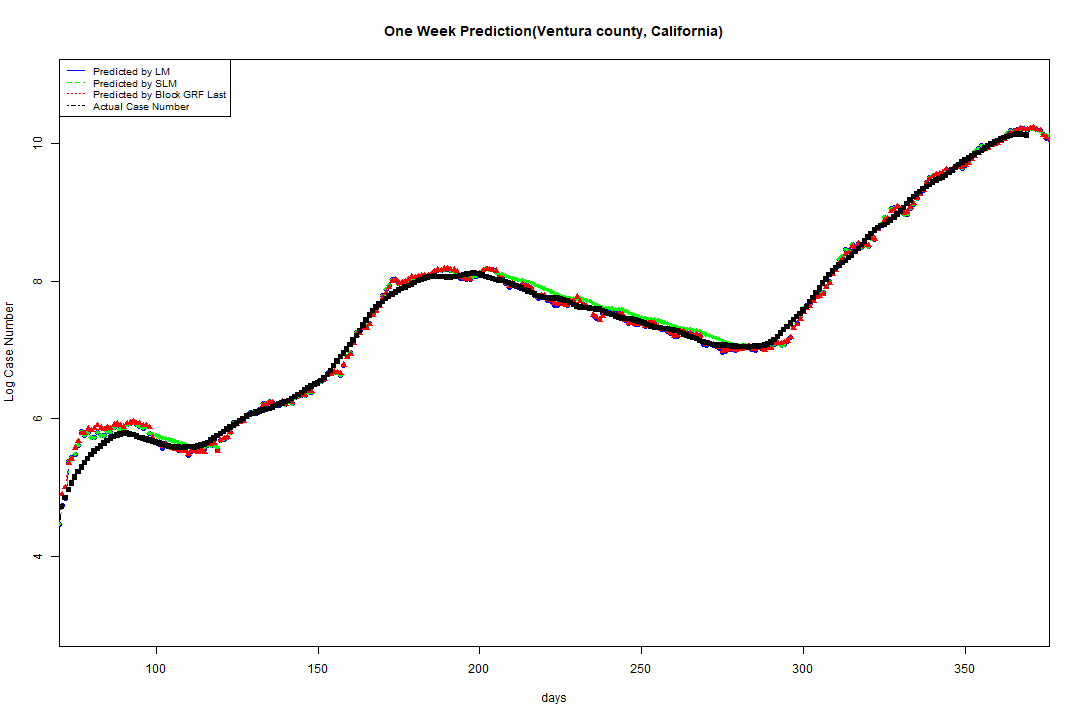 One Week Prediction(Ventura county, California)
Predicted by LM
Predicted by SLM
Predicted by Block GRF Last
Actual Case Number
10
8
6
4
Log Case Number
100 150 200 250 300 350
days